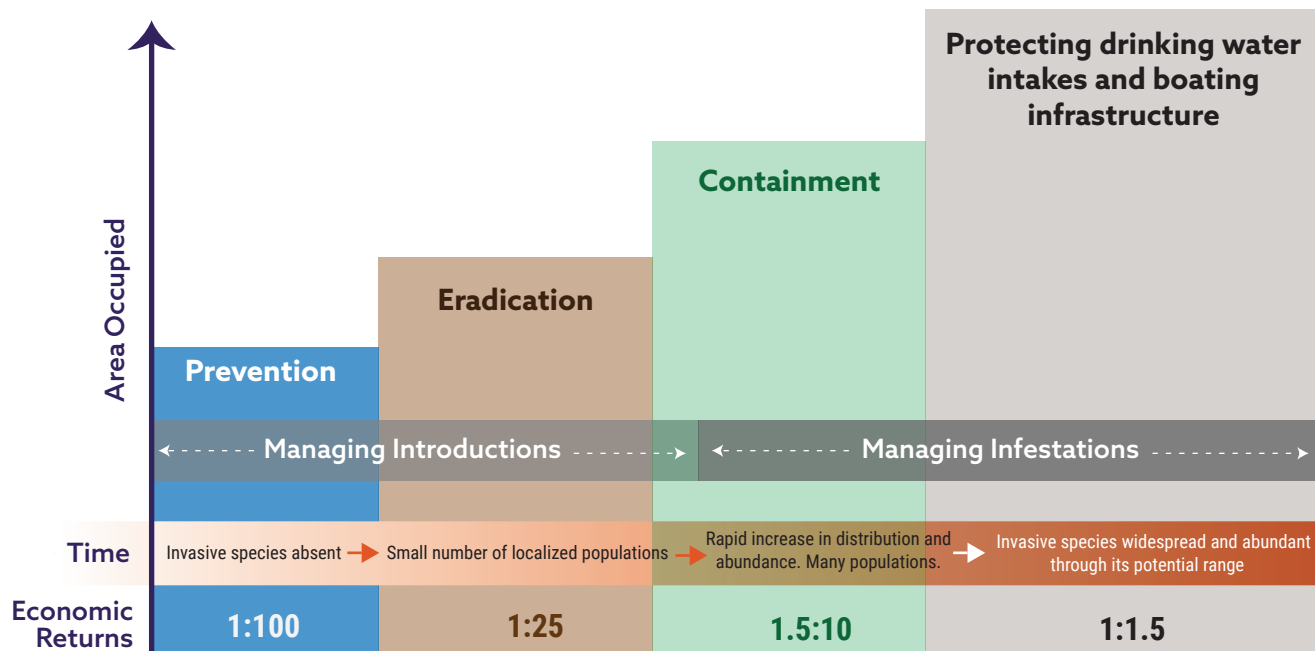 Protecting drinking water
intakes and boating
infrastructure
Containment
Eradication
Prevention
Area Occupied
Managing Introductions
Managing Infestations
Time
Invasive species absent
Small number of localized populations
Rapid increase in distribution and
abundance. Many populations.
Invasive species widespread and abundant
through its potential range
Economic
Returns
1:100
1:25
1.5:10
1:1.5